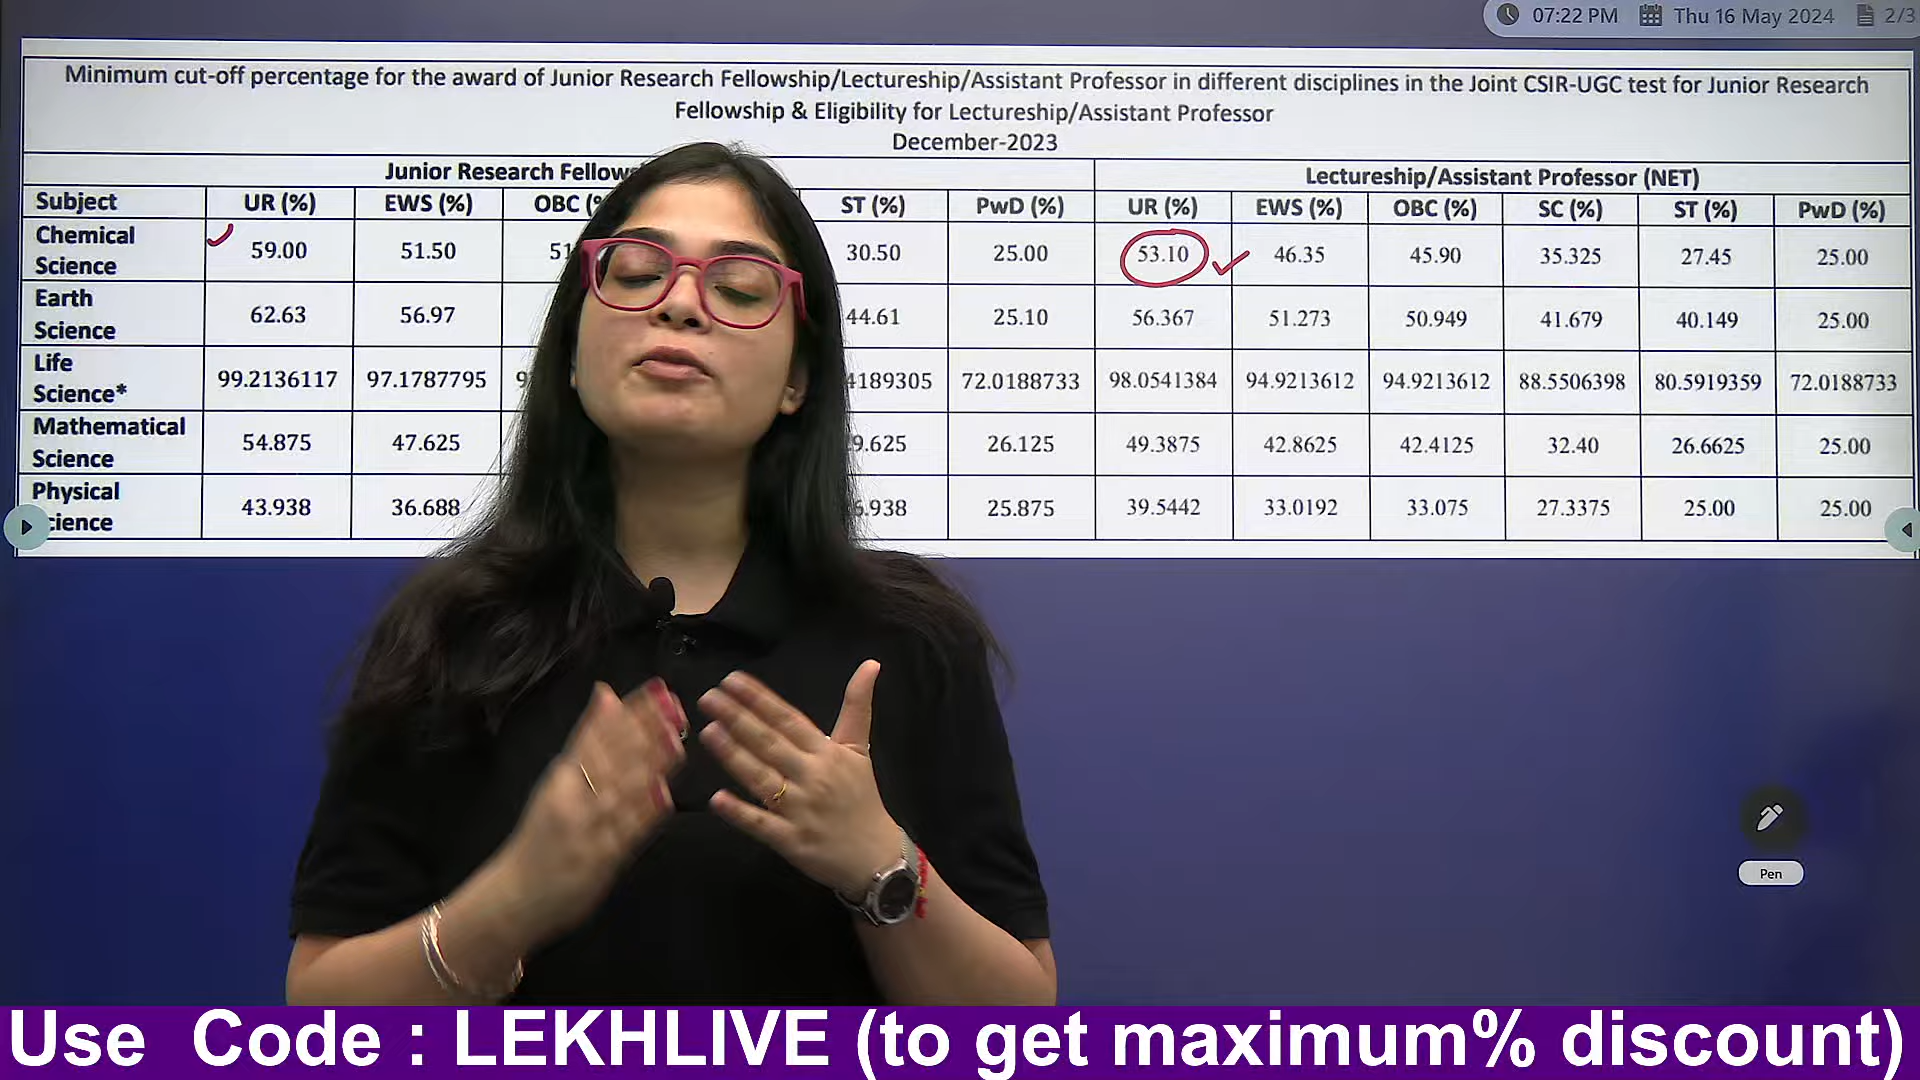 07:22 PM Thu 16 May 2024 2/3
Minimum cut-off percentage for the award of Junior Research Fellowship/Lectureship/Assistant Professor in different disciplines in the Joint CSIR-UGC test for Junior Research
Fellowship & Eligibility for Lectureship/Assistant Professor
December-2023
Junior Research Lectureship/Assistant Professor (NET)
Subject UR (%) EWS (%) OBC ST (%) PwD (%) UR (%) EWS (%) OBC (%) SC (%) ST (%) PwD (%)
Chemical Science 59.00 51.50 30.50 25.00 53.10 46.35 45.90 35.325 27.45 25.00
Earth Science 62.63 56.97 44.61 25.10 56.367 51.273 50.949 41.679 40.149 25.00
Life Science* 99.2136117 97.1787795 72.0188733 98.0541384 94.9213612 94.9213612 88.5506398 80.5919359 72.0188733
Mathematical Science 54.875 47.625 26.125 49.3875 42.8625 42.4125 32.40 26.6625 25.00
Physical 43.938 36.688 25.875 39.5442 33.0192 33.075 27.3375 25.00 25.00
Pen
Use Code : LEKHLIVE (to get maximum% discount)